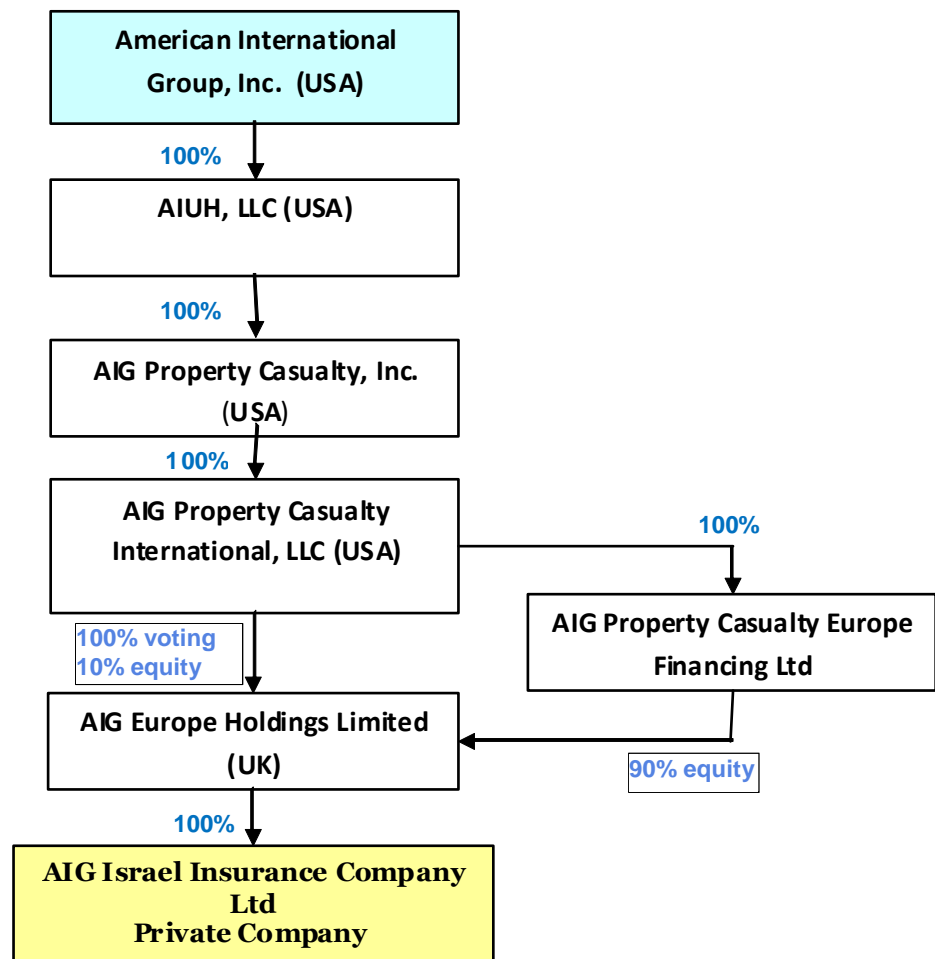 American International
Group, Inc. (USA)
100%
AIUH, LLC (USA)
100%
AIG Property Casualty, Inc.
(USA)
100%
AIG Property Casualty
International, LLC (USA)
100%
AIG Property Casualty Europe
Financing Ltd
100% voting
10% equity
AIG Europe Holdings Limited
(UK)
90% equity
100%
AIG Israel Insurance Company
Ltd
Private Company